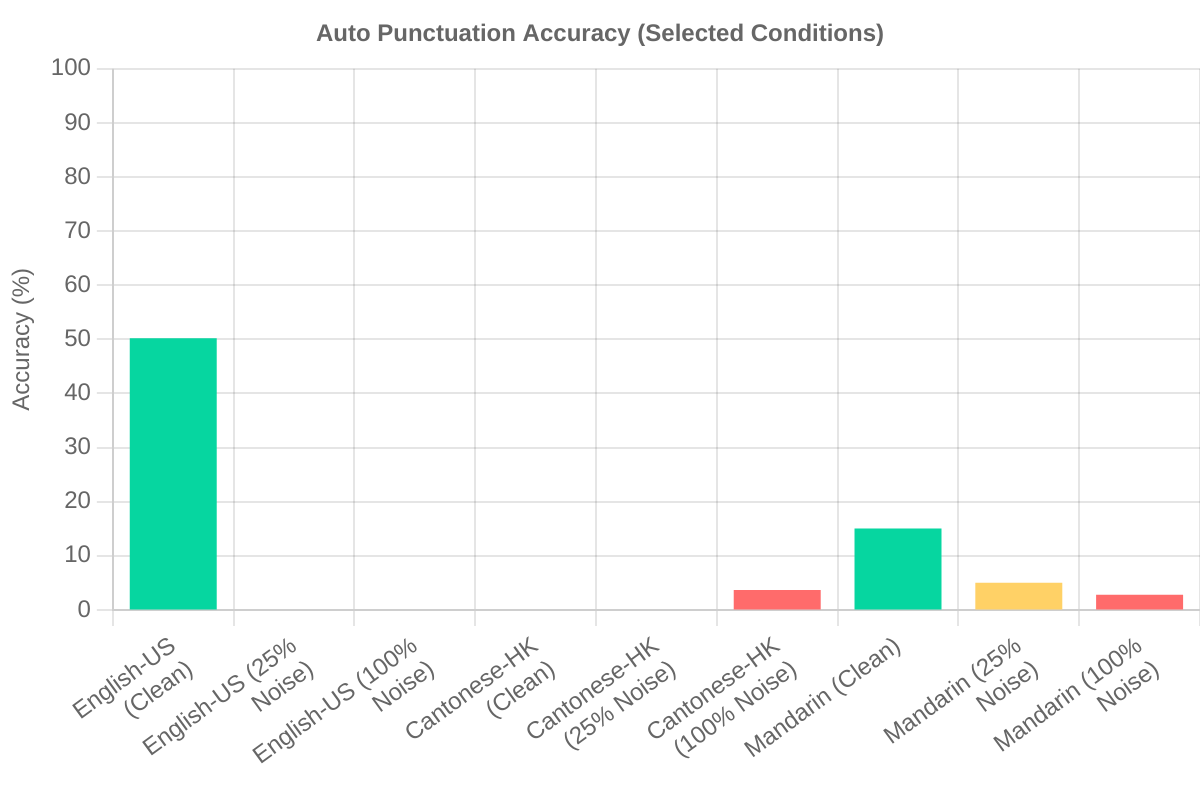 Auto Punctuation Accuracy (Selected Conditions)
Accuracy (%)
100
90
80
70
60
50
40
30
20
10
0
English-US
(Clean)
English-US (25%
Noise)
English-US (100%
Noise)
Cantonese-HK
(Clean)
Cantonese-HK
(25% Noise)
Cantonese-HK
(100% Noise)
Mandarin (Clean)
Mandarin (25%
Noise)
Mandarin (100%
Noise)